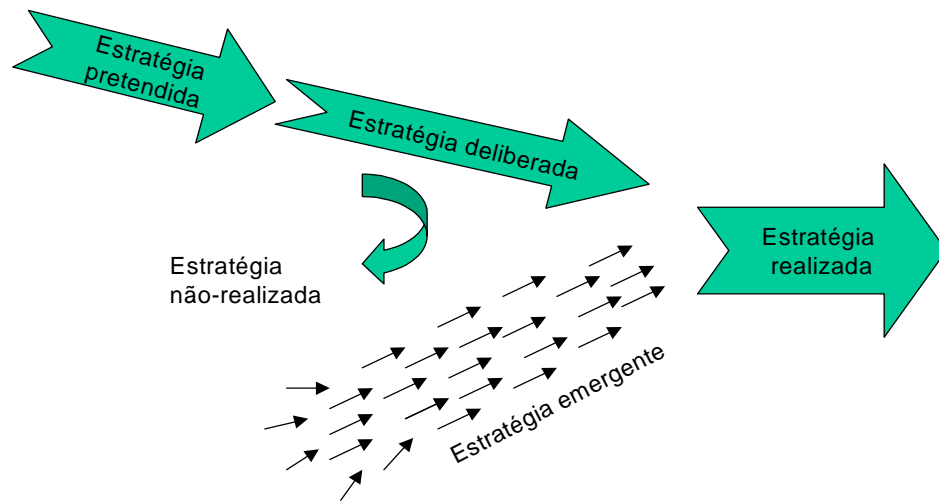 Estratégia
pretendida
Estratégia deliberada
Estratégia
não-realizada
Estratégia
realizada
Estratégia emergente